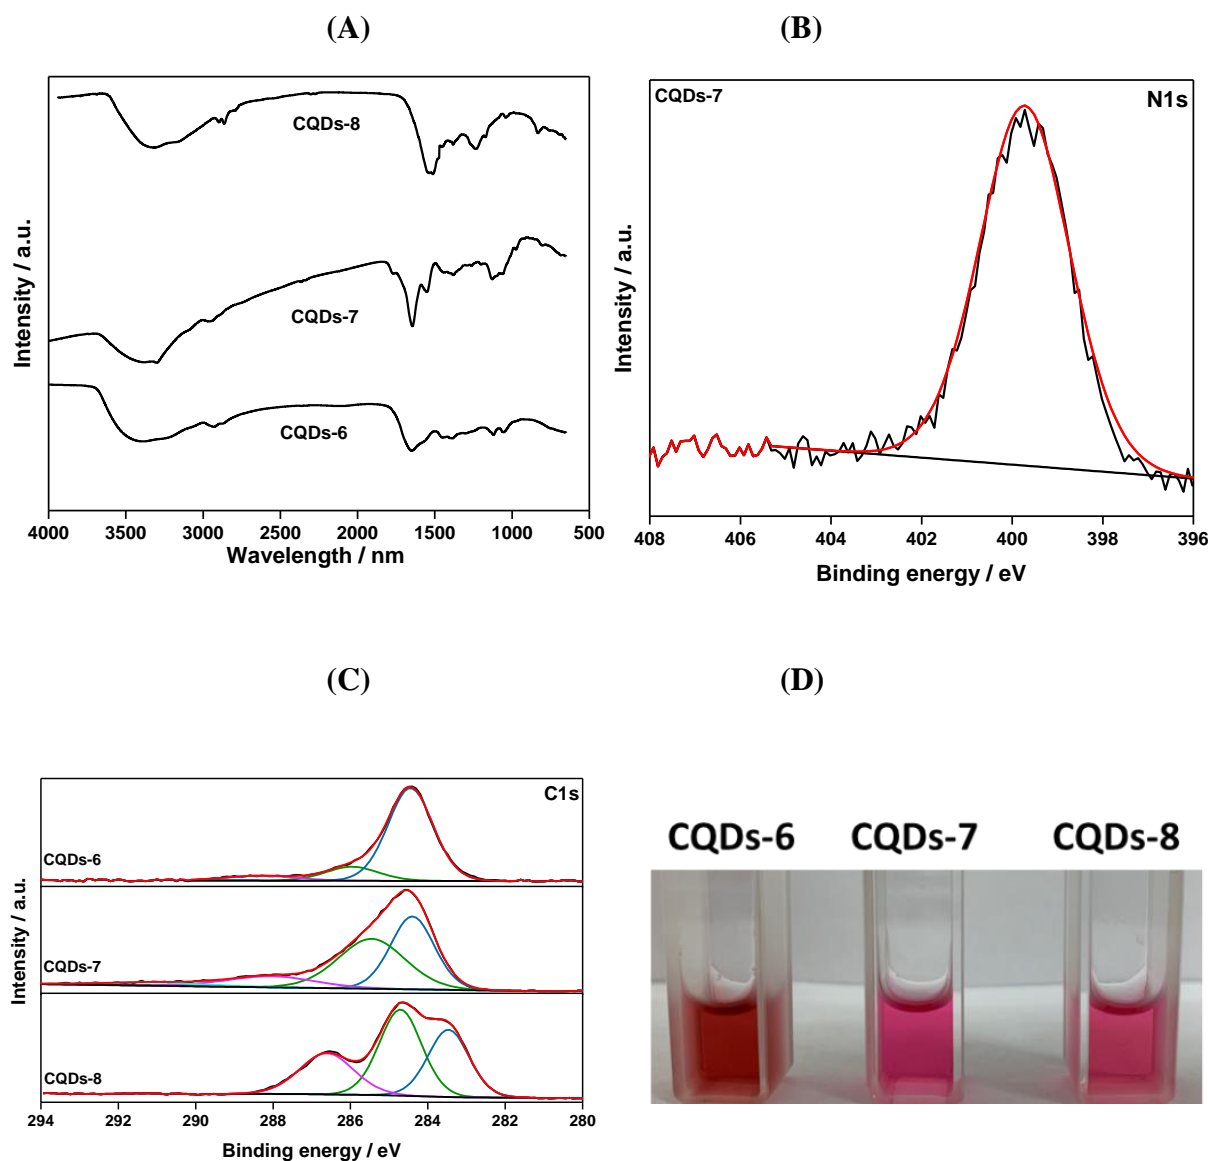 (A)
(B)
CQDs-8
CQDs-7
CQDs-6
Intensity / a.u.
4000 3500 3000 2500 2000 1500 1000 500
Wavelength / nm
CQDs-7
N1s
Intensity / a.u.
408 406 404 402 400 398 396
Binding energy / eV
(C)
(D)
C1s
CQDs-6
CQDs-7
CQDs-8
Intensity / a.u.
294 292 290 288 286 284 282 280
Binding energy / eV
CQDs-6 CQDs-7 CQDs-8